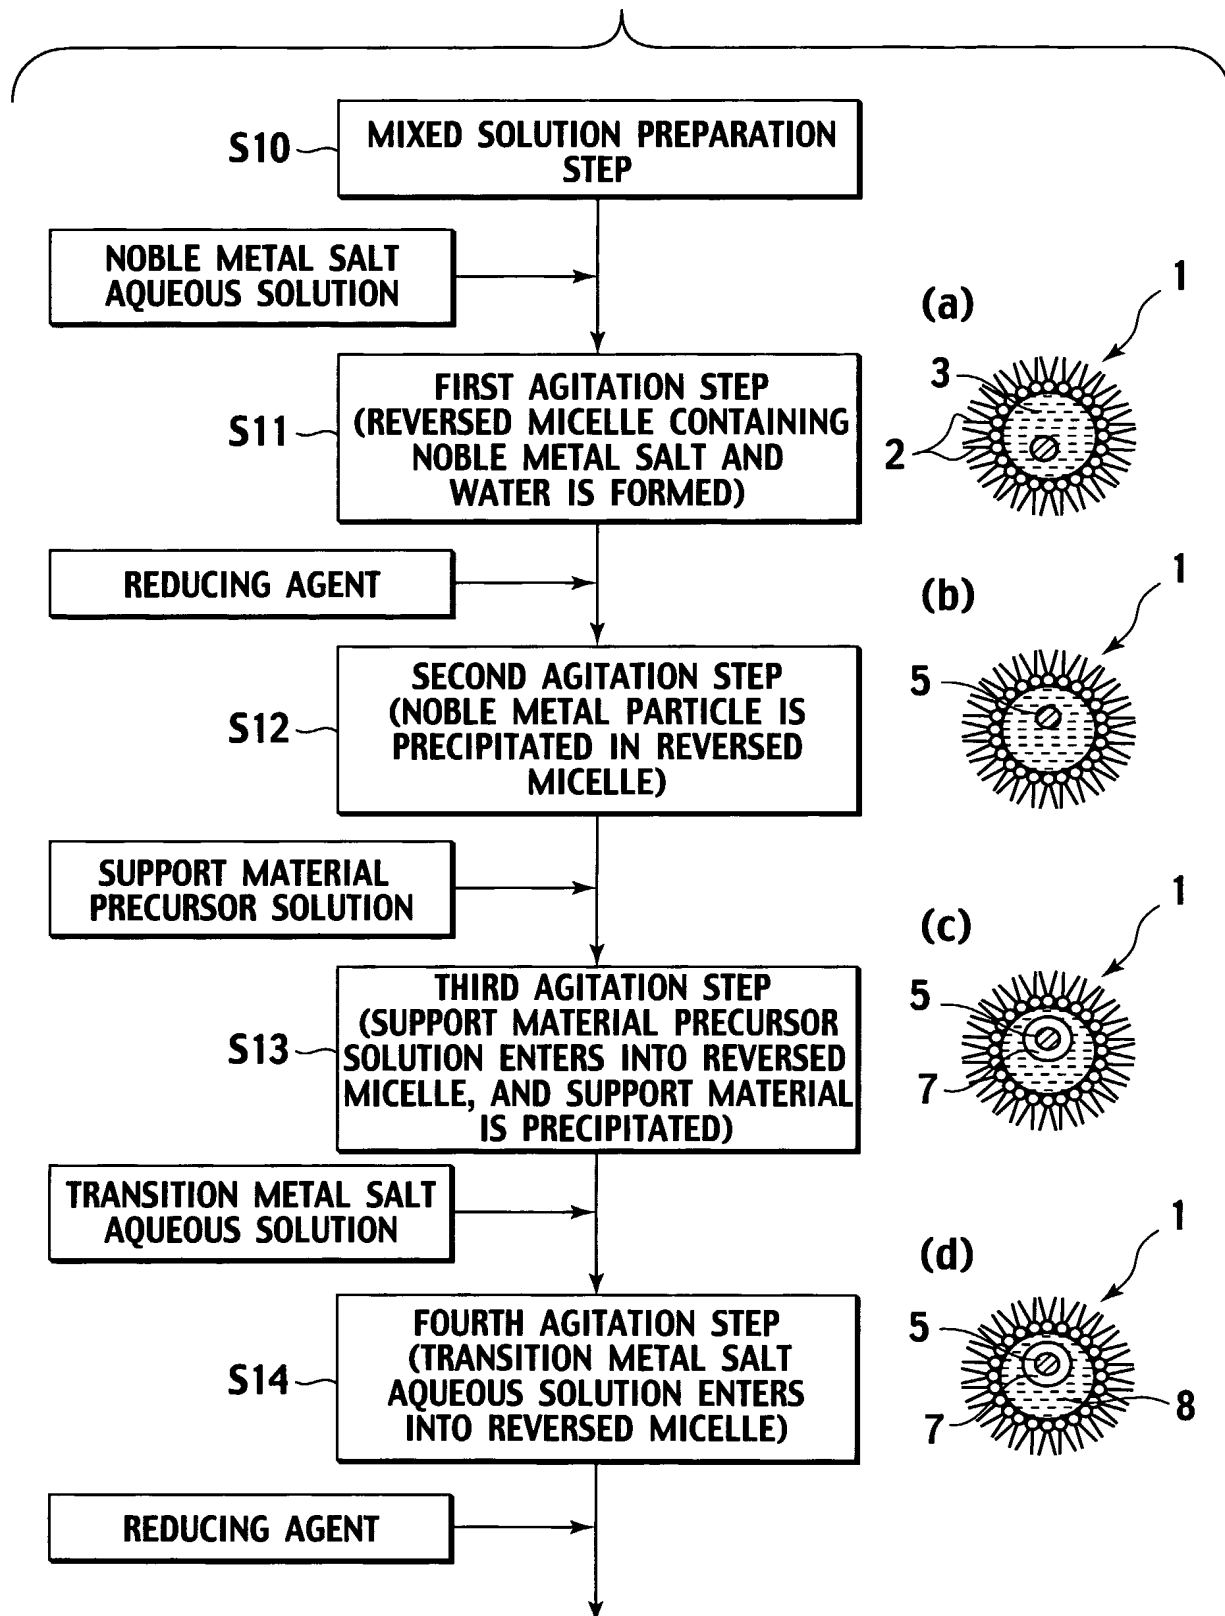 S10
MIXED SOLUTION PREPARATION
STEP
NOBLE METAL SALT
AQUEOUS SOLUTION
S11
FIRST AGITATION STEP
(REVERSED MICELLE CONTAINING
NOBLE METAL SALT AND
WATER IS FORMED)
(a)
1
3
2
REDUCING AGENT
S12
SECOND AGITATION STEP
(NOBLE METAL PARTICLE IS
PRECIPITATED IN REVERSED
MICELLE)
(b)
1
5
SUPPORT MATERIAL
PRECURSOR SOLUTION
S13
THIRD AGITATION STEP
(SUPPORT MATERIAL PRECURSOR
SOLUTION ENTERS INTO REVERSED
MICELLE, AND SUPPORT MATERIAL
IS PRECIPITATED)
(c)
1
5
7
TRANSITION METAL SALT
AQUEOUS SOLUTION
S14
FOURTH AGITATION STEP
(TRANSITION METAL SALT
AQUEOUS SOLUTION ENTERS
INTO REVERSED MICELLE)
(d)
1
5
7
8
REDUCING AGENT